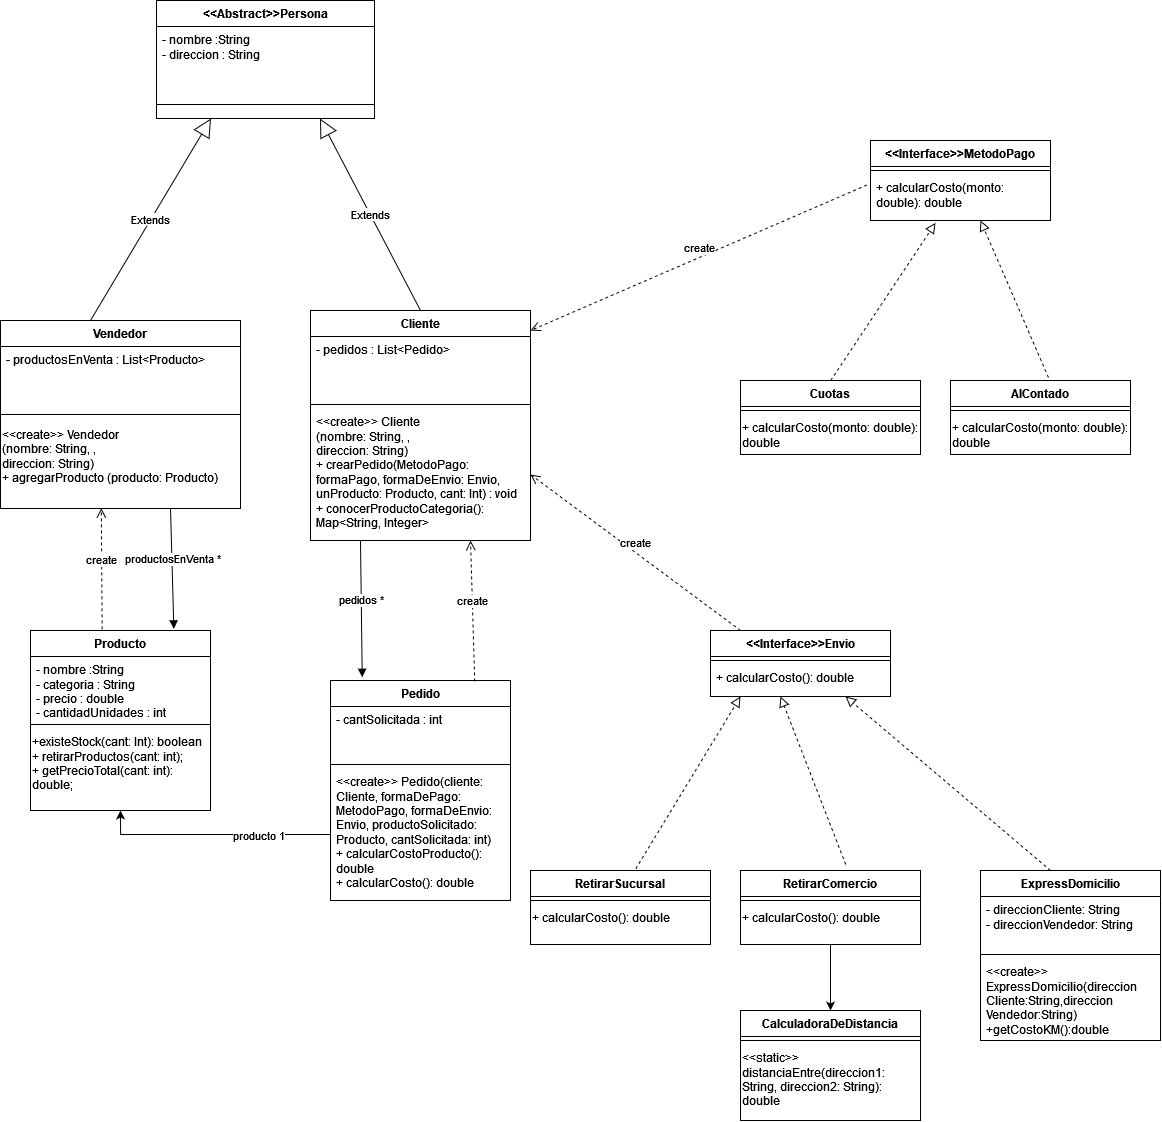 <<Abstract>>Persona
- nombre :String
- direccion : String
Extends
Extends
<<Interface>>MetodoPago
+ calcularCosto(monto:
double): double
create
Vendedor
- productosEnVenta : List<Producto>
<<create>> Vendedor
(nombre: String, ,
direccion: String)
+ agregarProducto (producto: Producto)
Cliente
- pedidos : List<Pedido>
<<create>> Cliente
(nombre: String, ,
direccion: String)
+ crearPedido(MetodoPago:
formaPago, formaDeEnvio: Envio,
unProducto: Producto, cant: Int) : void
+ conocerProductoCategoria():
Map<String, Integer>
Cuotas
+ calcularCosto(monto: double):
double
AlContado
+ calcularCosto(monto: double):
double
create
productosEnVenta *
create
pedidos *
create
Producto
- nombre :String
- categoria : String
- precio : double
- cantidadUnidades : int
+existeStock(cant: Int): boolean
+ retirarProductos(cant: int);
+ getPrecioTotal(cant: int):
double;
producto 1
Pedido
- cantSolicitada : int
<<create>> Pedido(cliente:
Cliente, formaDePago:
MetodoPago, formaDeEnvio:
Envio, productoSolicitado:
Producto, cantSolicitada: int)
+ calcularCostoProducto():
double
+ calcularCosto(): double
<<Interface>>Envio
+ calcularCosto(): double
RetirarSucursal
+ calcularCosto(): double
RetirarComercio
+ calcularCosto(): double
ExpressDomicilio
- direccionCliente: String
- direccionVendedor: String
<<create>>
ExpressDomicilio(direccion
Cliente:String,direccion
Vendedor:String)
+getCostoKM():double
CalculadoraDeDistancia
<<static>>
distanciaEntre(direccion1:
String, direccion2: String):
double